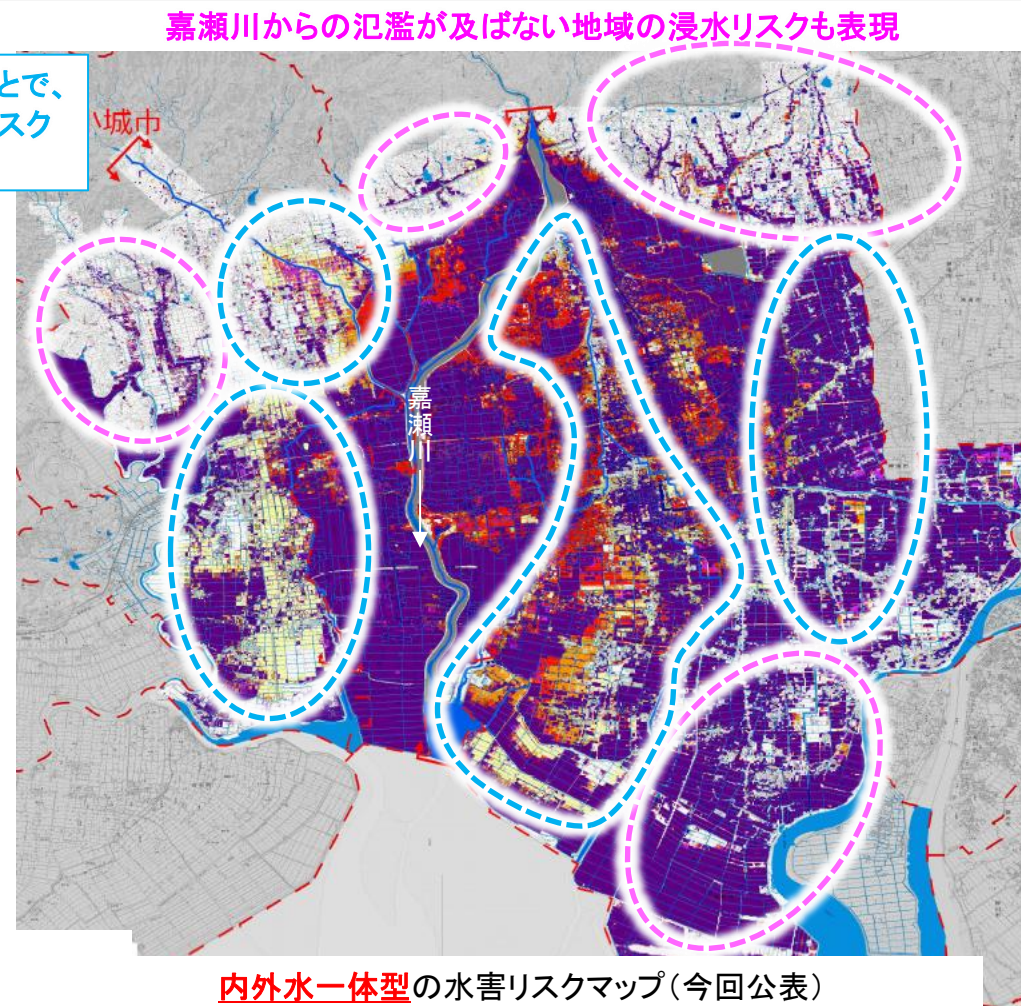 嘉瀬川からの氾濫が及ばない地域の浸水リスクも表現
とで、
スク
小城市
嘉瀬川
内外水一体型の水害リスクマップ(今回公表)